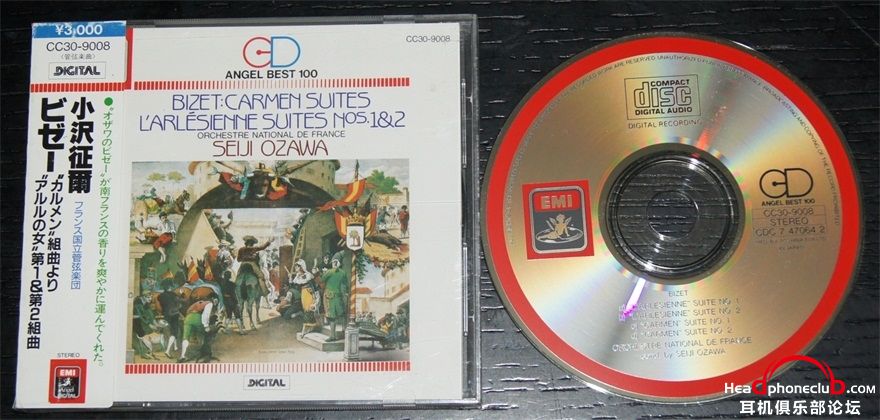 ¥3,000
CC30-9008
〈管弦楽曲〉
DIGITAL
●“オザワのビゼー”が南フランスの香りを爽やかに運んでくれた。
小沢征爾
フランス国立管弦楽団
ビゼー
“カルメン”組曲より
“アルルの女”第1&第2組曲
STEREO
EMI
Angel
DIGITAL
CC30-9008
CD
ANGEL BEST 100
BIZET:CARMEN SUITES
L'ARLÉSIENNE SUITES NOS.1&2
ORCHESTRE NATIONAL DE FRANCE
SEIJI OZAWA
DIGITAL
COMPACT
disc
DIGITAL AUDIO
DIGITAL RECORDING
EMI
CD
ANGEL BEST 100
CC30-9008
STEREO
CDC 7 47064 2
BIZET
"L'ARLÉSIENNE" SUITE NO. 1
"L'ARLÉSIENNE" SUITE NO. 2
"CARMEN" SUITE NO. 1
"CARMEN" SUITE NO. 2
ORCHESTRE NATIONAL DE FRANCE
cond. by SEIJI OZAWA
Headphoneclub.com
耳机俱乐部论坛